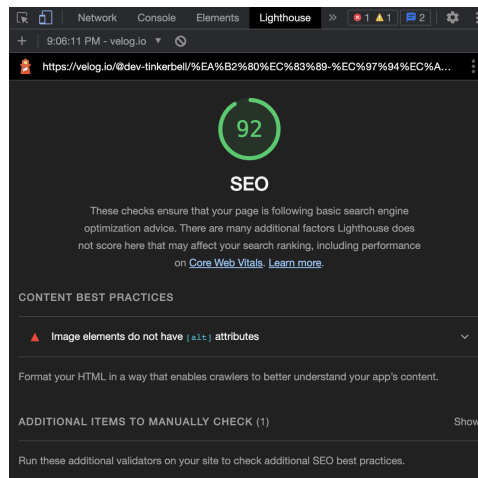 Network Console Elements Lighthouse » 1 1 2
+ 9:06:11 PM - velog.io
https://velog.io/@dev-tinkerbell/%EA%B2%80%EC%83%89-%EC%97%94%EC%A...
92
SEO
These checks ensure that your page is following basic search engine
optimization advice. There are many additional factors Lighthouse does
not score here that may affect your search ranking, including performance
on Core Web Vitals. Learn more.
CONTENT BEST PRACTICES
Image elements do not have [alt] attributes
Format your HTML in a way that enables crawlers to better understand your app's content.
ADDITIONAL ITEMS TO MANUALLY CHECK (1) Show
Run these additional validators on your site to check additional SEO best practices.